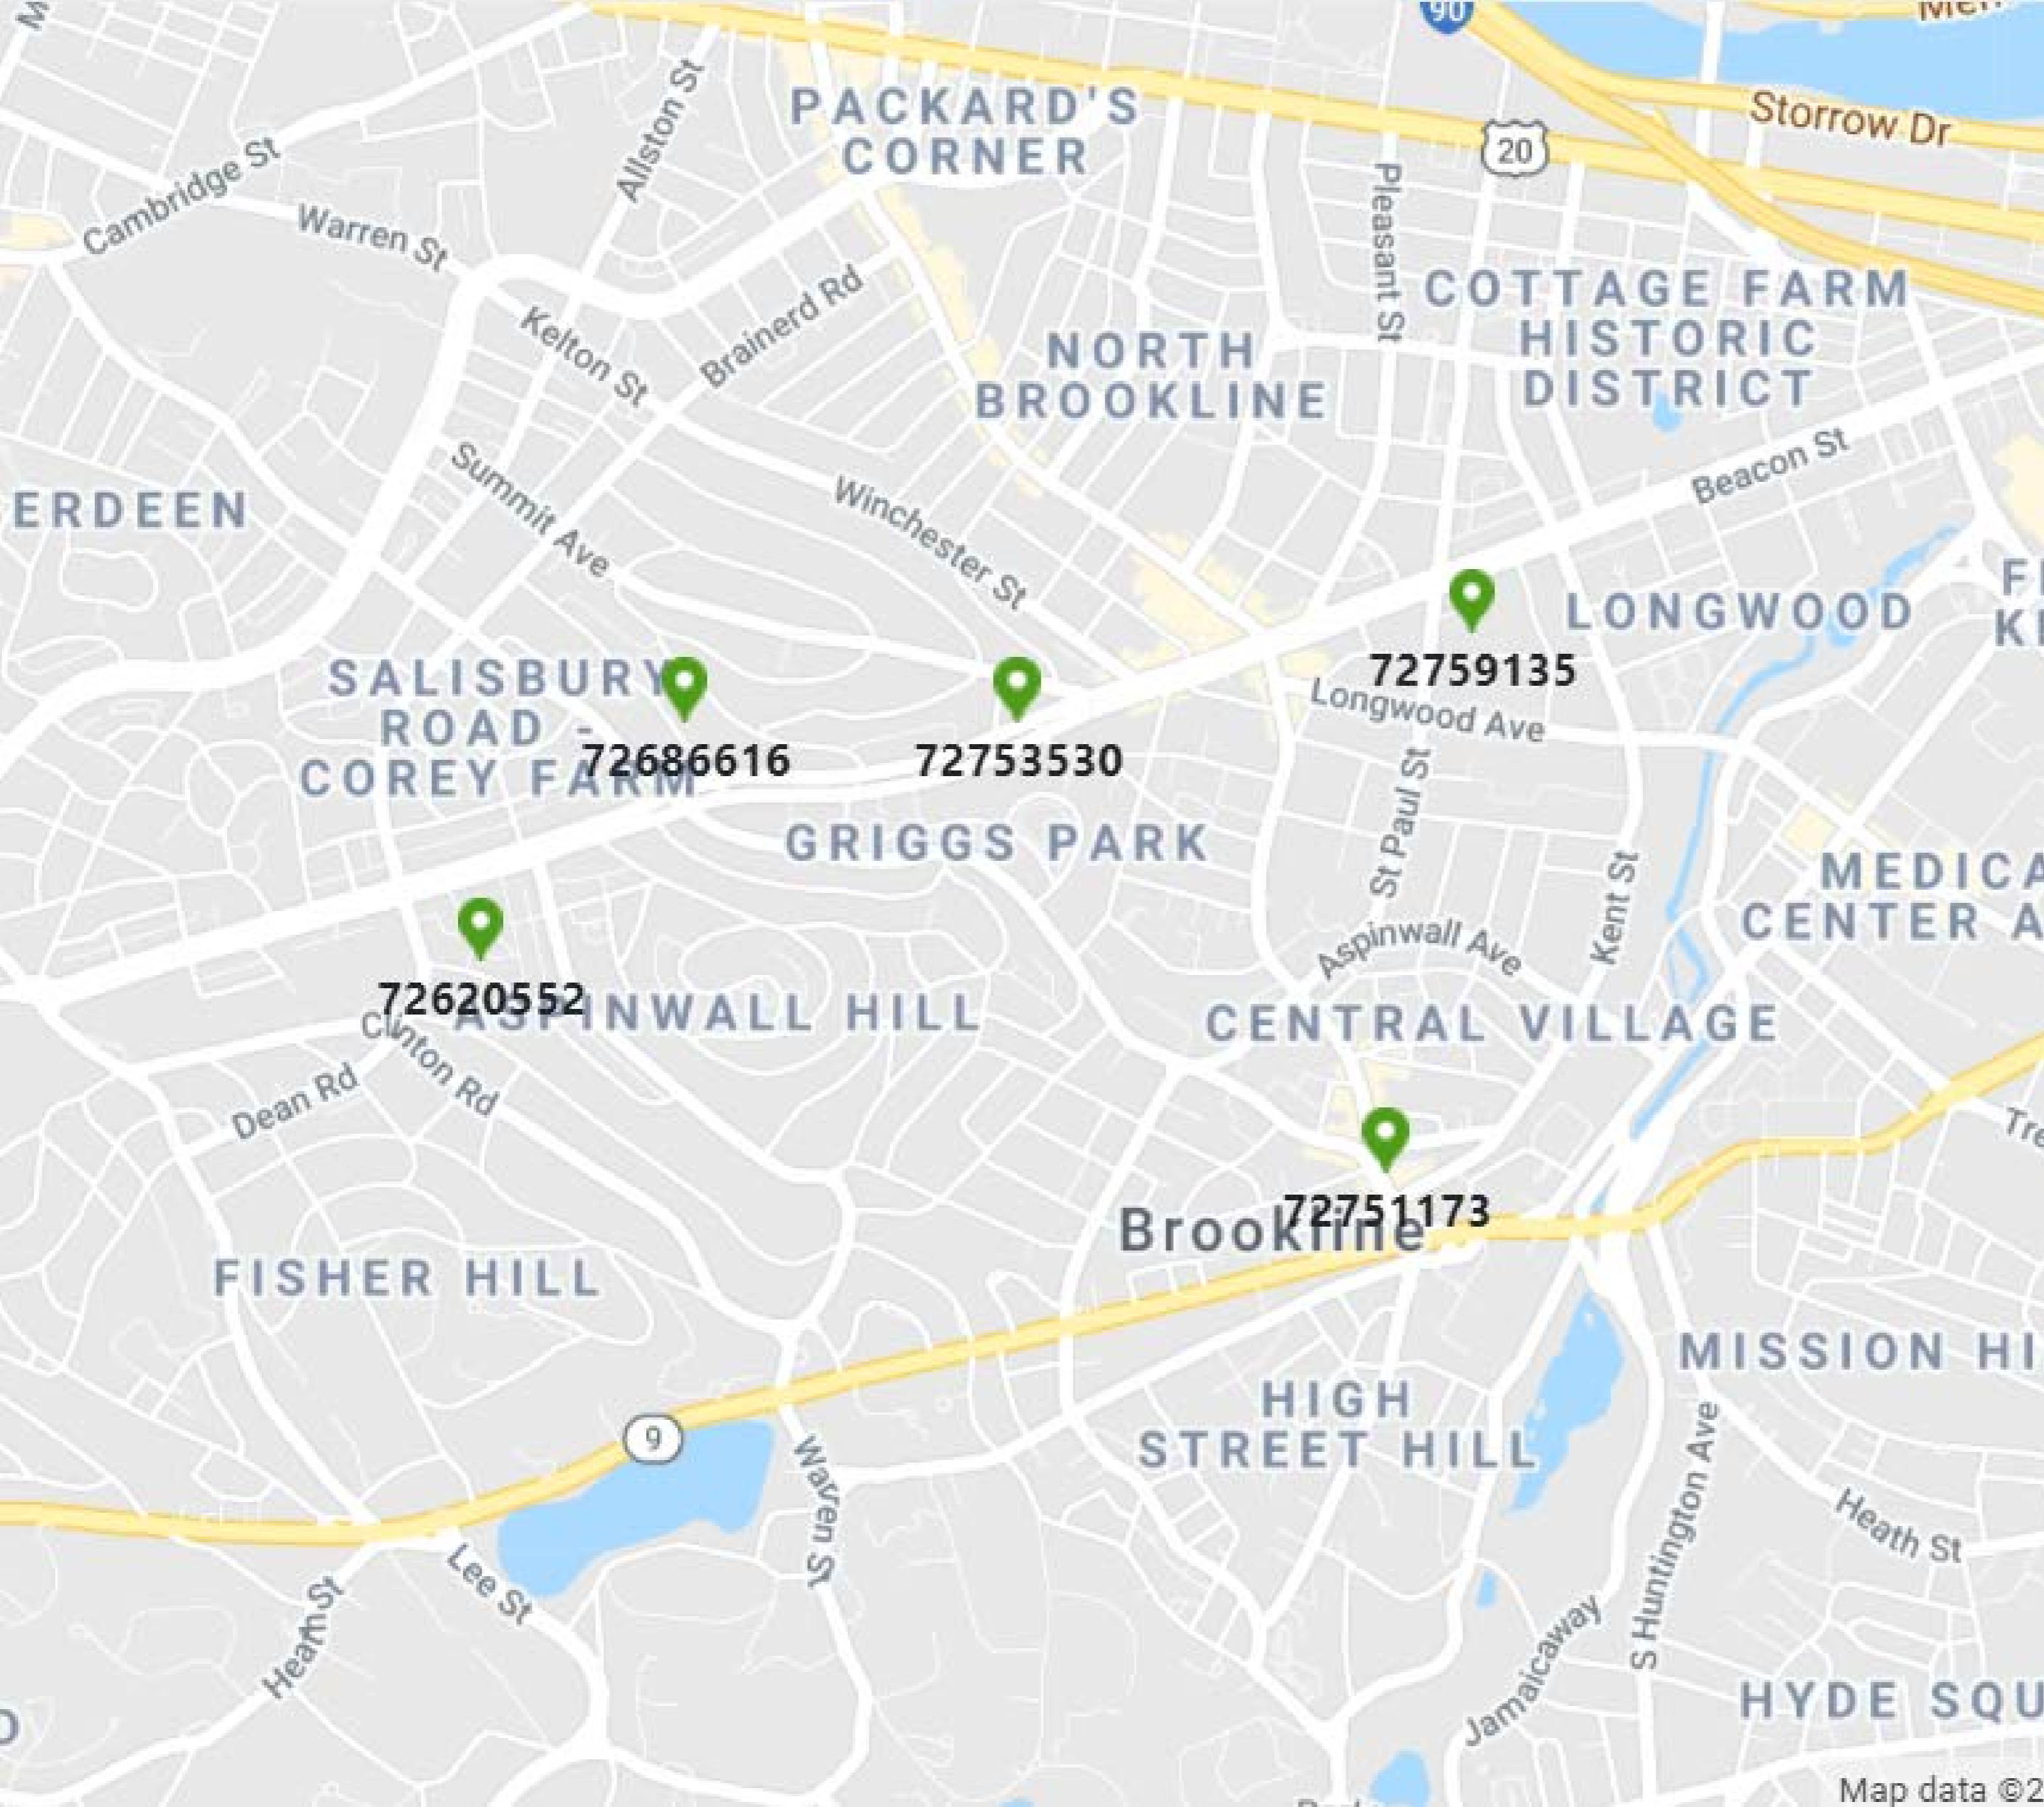 90
Storrow Dr
PACKARD'S
CORNER
Allston St
20
Cambridge St
Warren St
Pleasant St
COTTAGE FARM
HISTORIC
DISTRICT
Kelton St
Brainerd Rd
NORTH
BROOKLINE
Beacon St
ERDEEN
Summit Ave
Winchester St
LONGWOOD
72759135
SALISBURY
ROAD -
COREY FARM
72686616
72753530
Longwood Ave
GRIGGS PARK
St Paul St
Kent St
MEDICA
CENTER A
Aspinwall Ave
72620552
ASPINWALL HILL
CENTRAL VILLAGE
Clinton Rd
Dean Rd
Tre
72751173
Brookline
FISHER HILL
MISSION HI
HIGH
STREET HILL
9
Warren St
S Huntington Ave
Heath St
Lee St
Heath St
Jamaicaway
HYDE SQU
Map data ©2